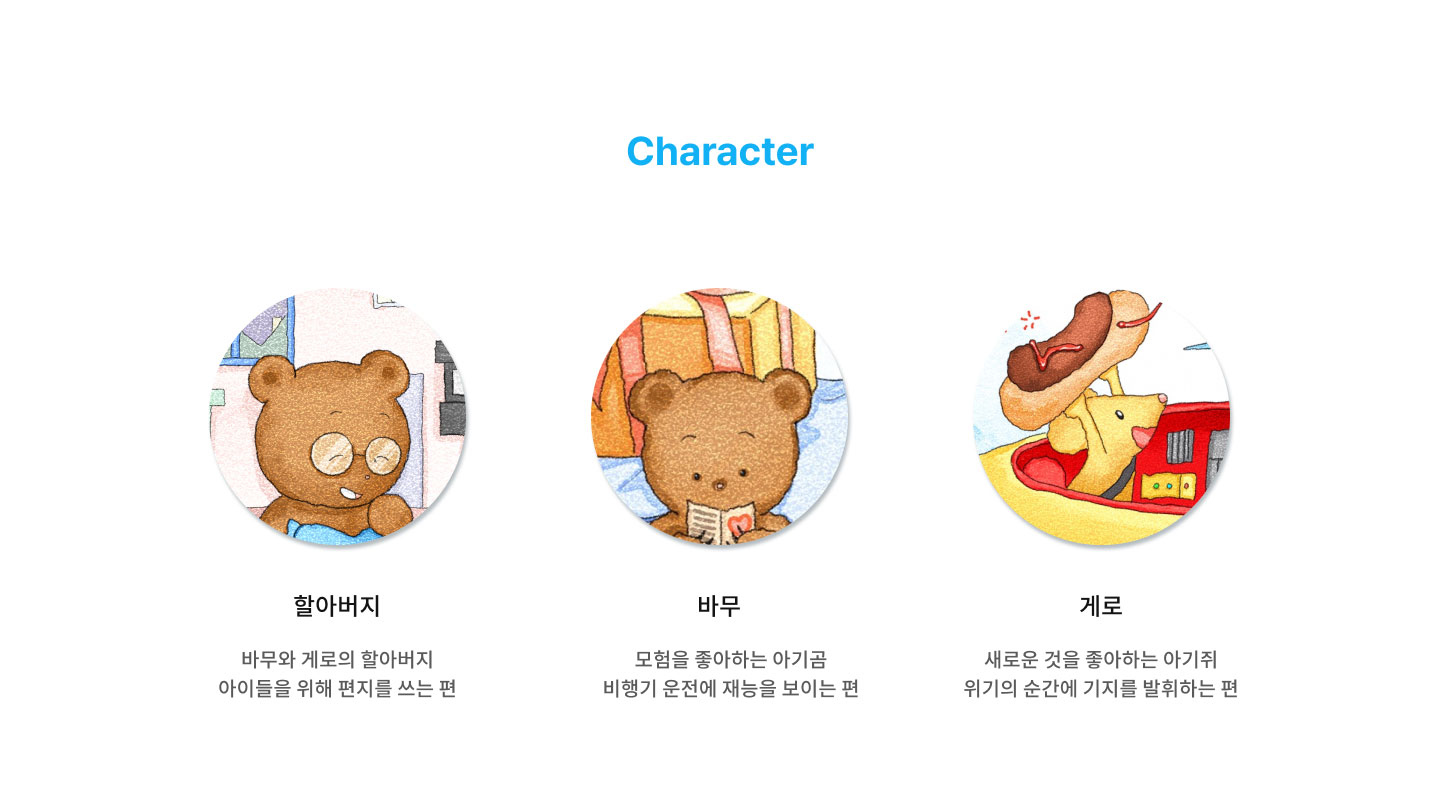 Character
할아버지
바무와 게로의 할아버지
아이들을 위해 편지를 쓰는 편
바무
모험을 좋아하는 아기곰
비행기 운전에 재능을 보이는 편
게로
새로운 것을 좋아하는 아기쥐
위기의 순간에 기지를 발휘하는 편